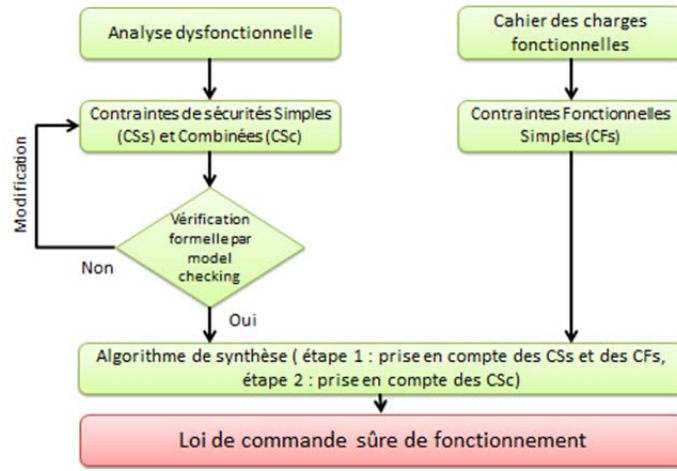 Analyse dysfonctionnelle
Cahier des charges
fonctionnelles
Contraintes de sécurités Simples
(CSs) et Combinées (CSc)
Contraintes Fonctionnelles
Simples (CFs)
Modification
Vérification
formelle par
model
checking
Non
Oui
Algorithme de synthèse ( étape 1 : prise en compte des CSs et des CFs,
étape 2 : prise en compte des CSc)
Loi de commande sûre de fonctionnement